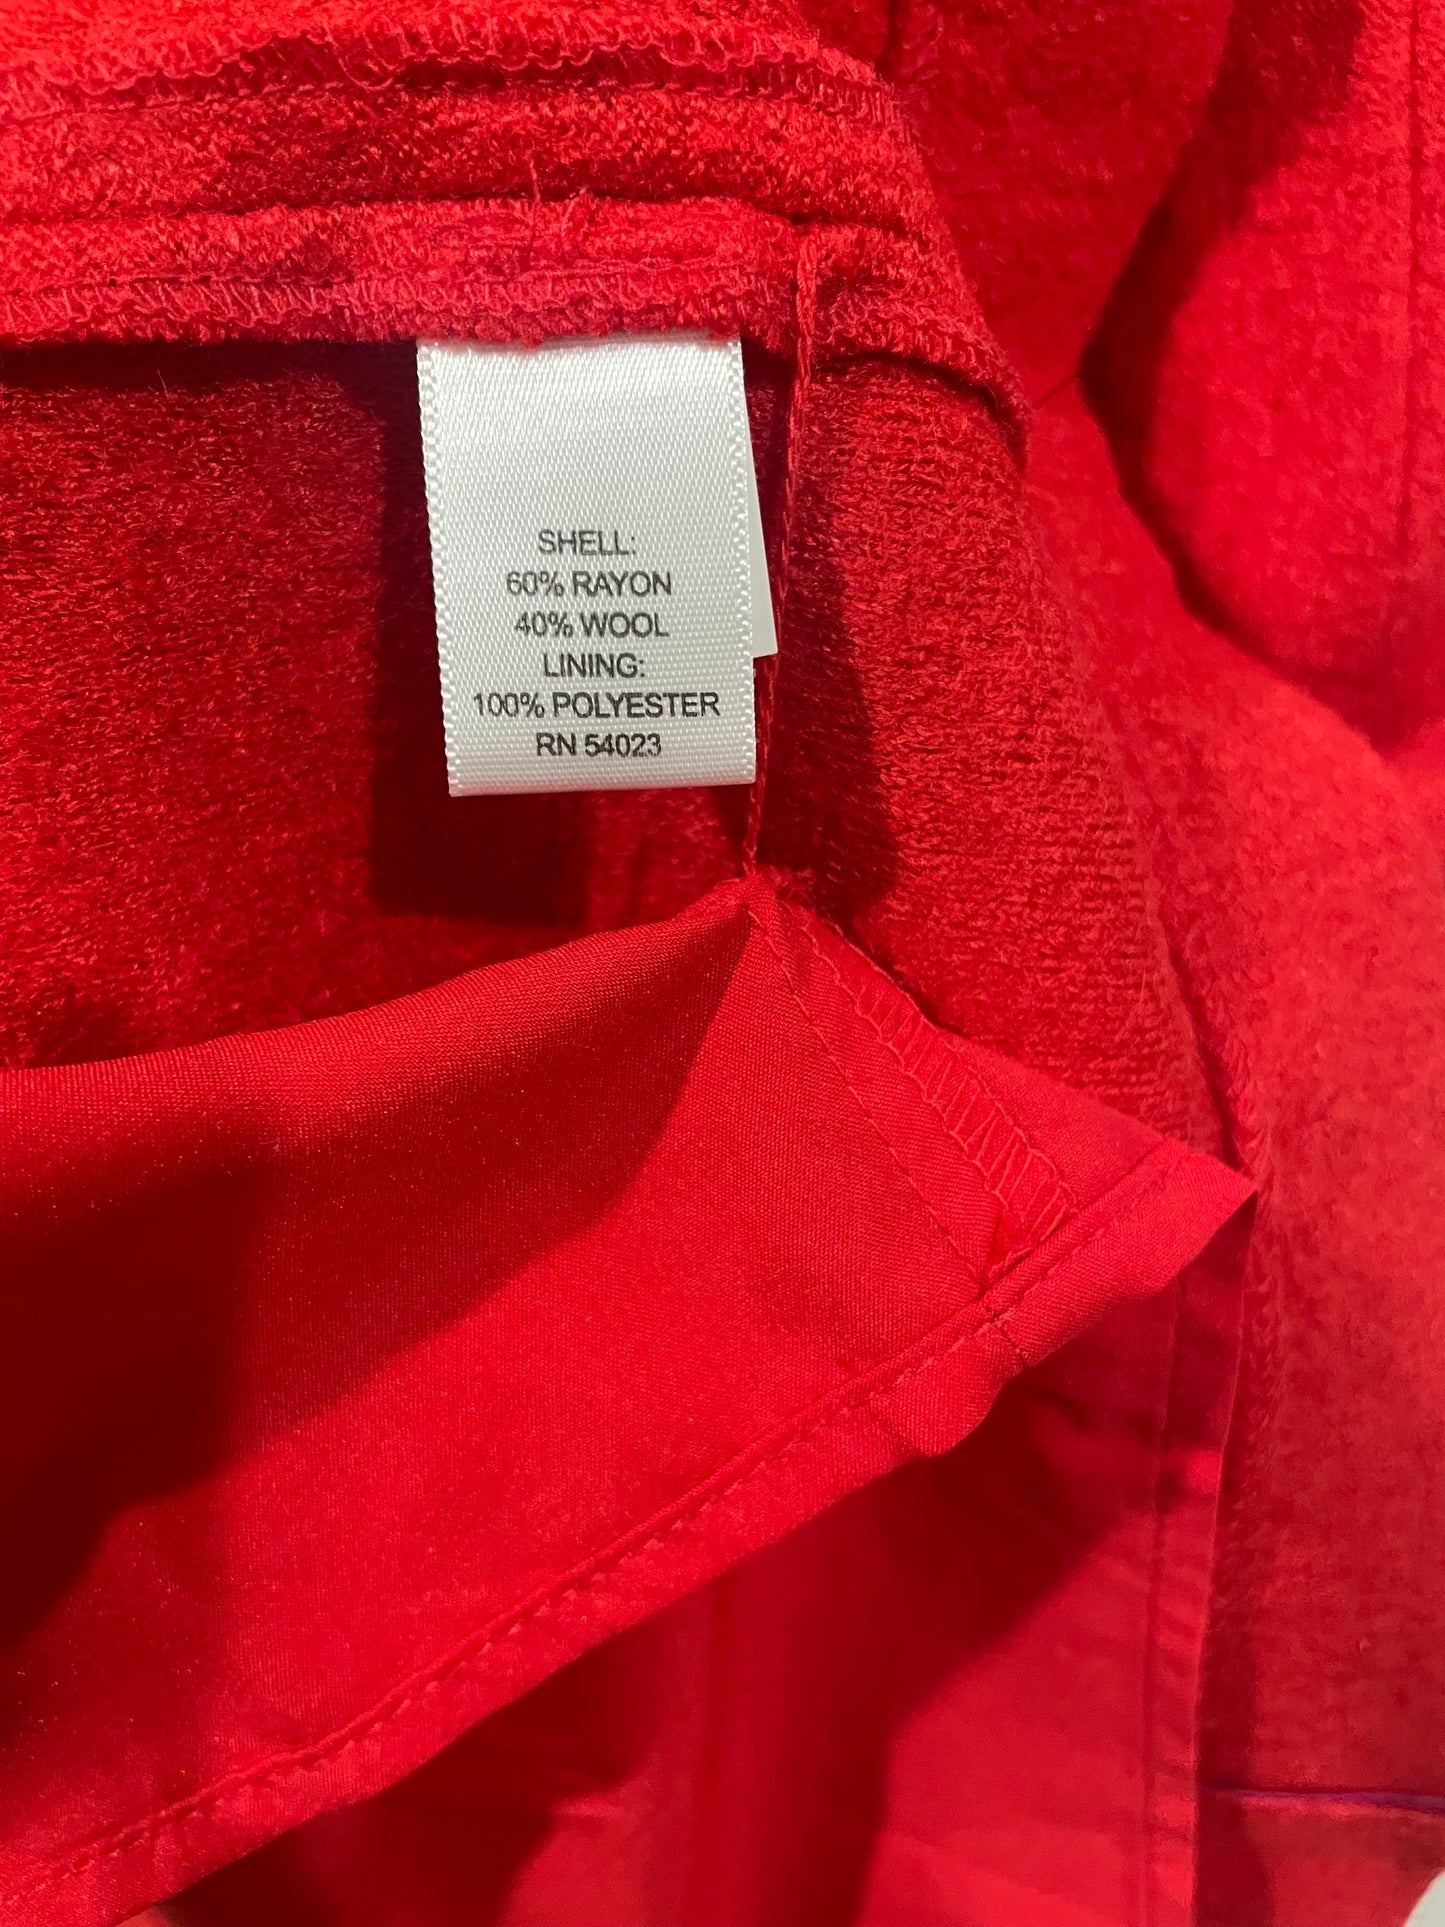 SHELL:
60% RAYON
40% WOOL
LINING:
100% POLYESTER
RN 54023